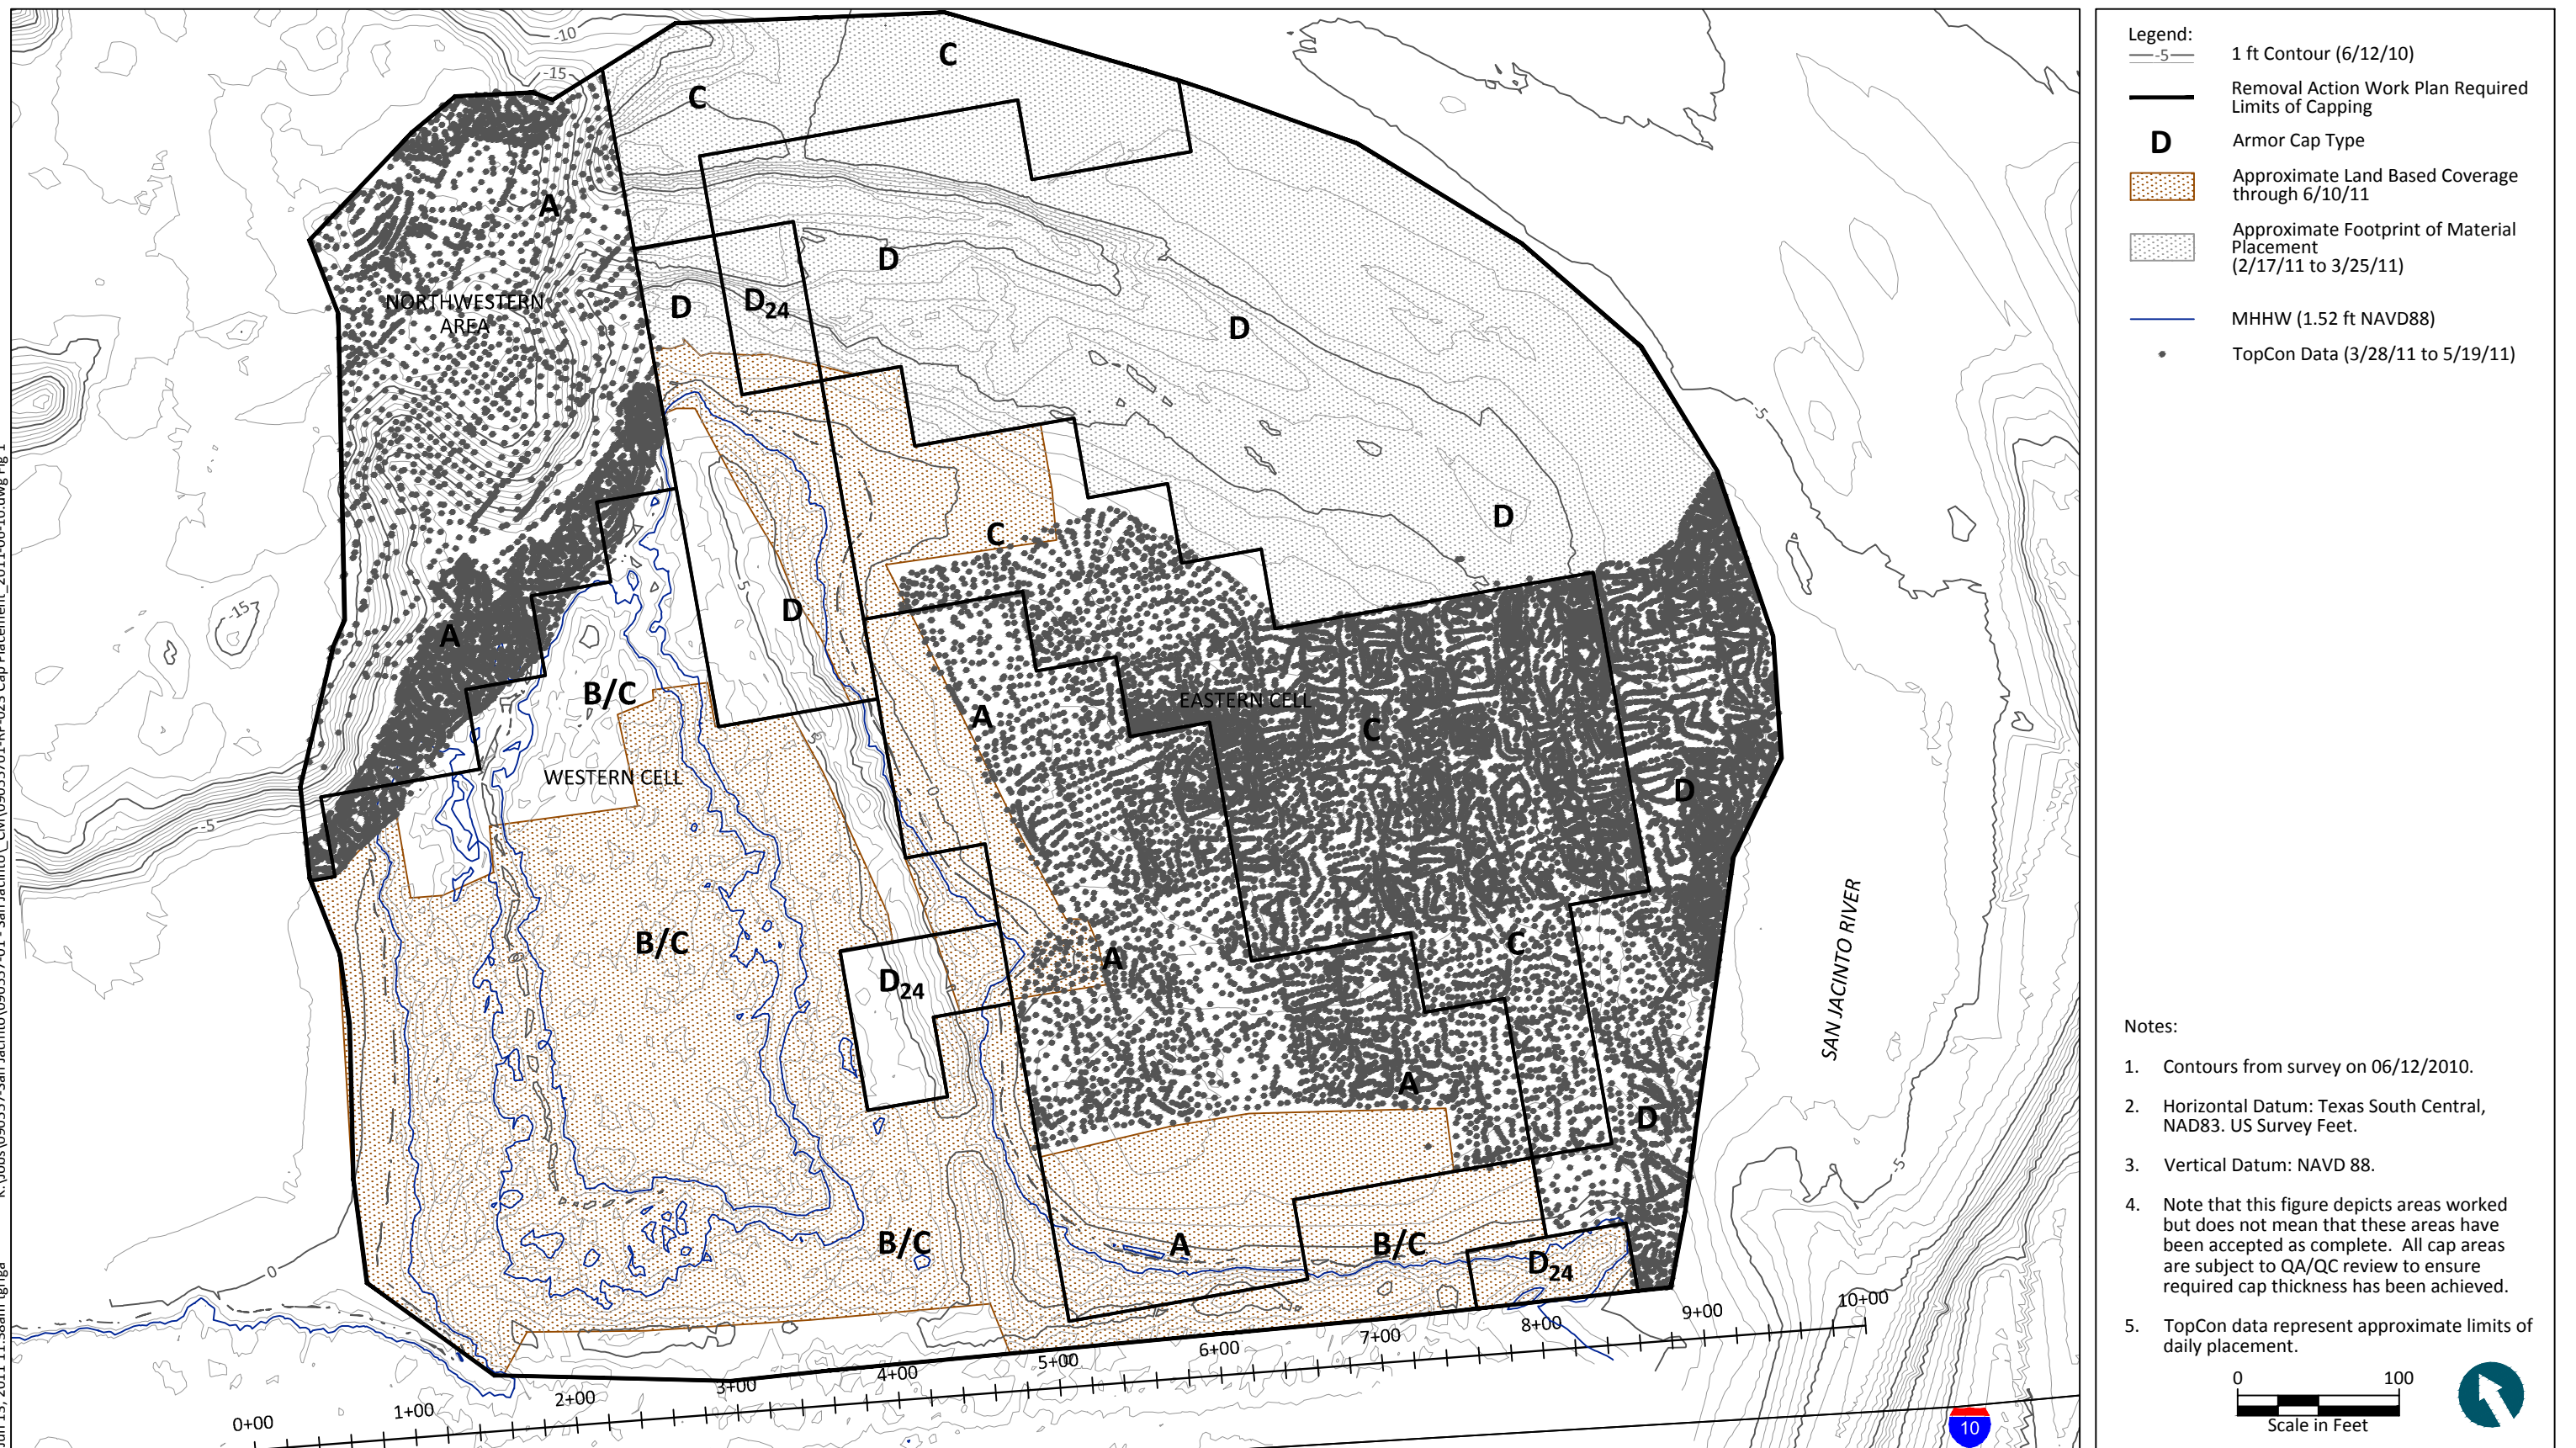 -10
-15
C
C
A
D
D
D24
D
NORTHWESTERN
AREA
-5
D
C
5
D
-15
A
B/C
A
EASTERN CELL
C
WESTERN CELL
0
D
-5
5
B/C
C
A
D24
SAN JACINTO RIVER
A
D
-5
B/C
A
B/C
D24
0
0+00
1+00
2+00
3+00
4+00
5+00
6+00
7+00
8+00
9+00
10+00
10
Legend:
-5
1 ft Contour (6/12/10)
Removal Action Work Plan Required
Limits of Capping
D
Armor Cap Type
Approximate Land Based Coverage
through 6/10/11
Approximate Footprint of Material
Placement
(2/17/11 to 3/25/11)
MHHW (1.52 ft NAVD88)
TopCon Data (3/28/11 to 5/19/11)
Notes:
1. Contours from survey on 06/12/2010.
2. Horizontal Datum: Texas South Central,
NAD83. US Survey Feet.
3. Vertical Datum: NAVD 88.
4. Note that this figure depicts areas worked
but does not mean that these areas have
been accepted as complete. All cap areas
are subject to QA/QC review to ensure
required cap thickness has been achieved.
5. TopCon data represent approximate limits of
daily placement.
0 100
Scale in Feet